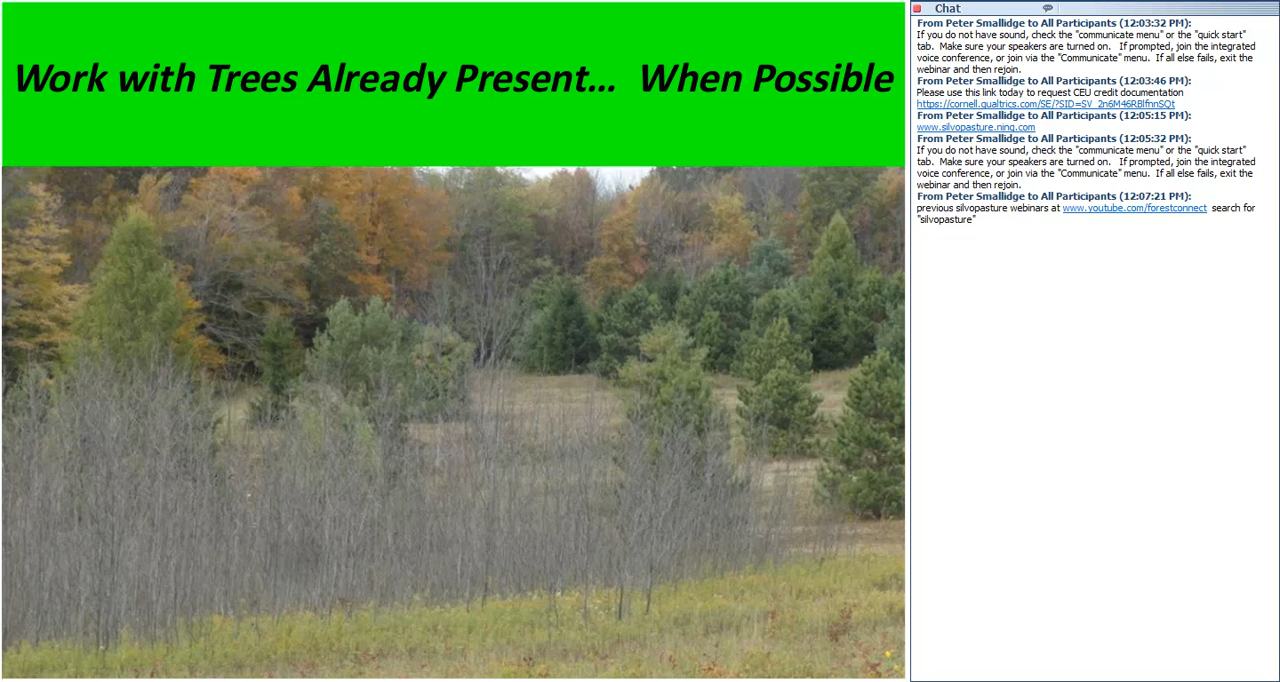 Work with Trees Already Present...  When Possible
Chat
From Peter Smallidge to All Participants (12:03:32 PM):
If you do not have sound, check the "communicate menu" or the "quick start"
tab.  Make sure your speakers are turned on.   If prompted, join the integrated
voice conference, or join via the "Communicate" menu.  If all else fails, exit the
webinar and then rejoin.
From Peter Smallidge to All Participants (12:03:46 PM):
Please use this link today to request CEU credit documentation
https://cornell.qualtrics.com/SE/?SID=SV_2n6M46RBlfnnSQt
From Peter Smallidge to All Participants (12:05:15 PM):
www.silvopasture.ning.com
From Peter Smallidge to All Participants (12:05:32 PM):
If you do not have sound, check the "communicate menu" or the "quick start"
tab.  Make sure your speakers are turned on.   If prompted, join the integrated
voice conference, or join via the "Communicate" menu.  If all else fails, exit the
webinar and then rejoin.
From Peter Smallidge to All Participants (12:07:21 PM):
previous silvopasture webinars at www.youtube.com/forestconnect  search for
"silvopasture"